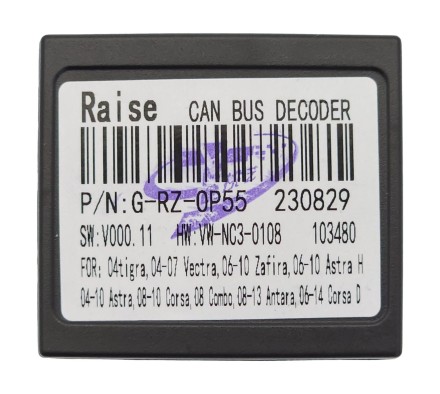 Raise CAN BUS DECODER
P/N:G-RZ-OP55 230829
SW:V000.11 HW:VW-NC3-0108 103480
FOR; 04tigra,04-07 Vectra,06-10 Zafira,06-10 Astra H
04-10 Astra,08-10 Corsa,08 Combo,08-13 Antara,06-14 Corsa D